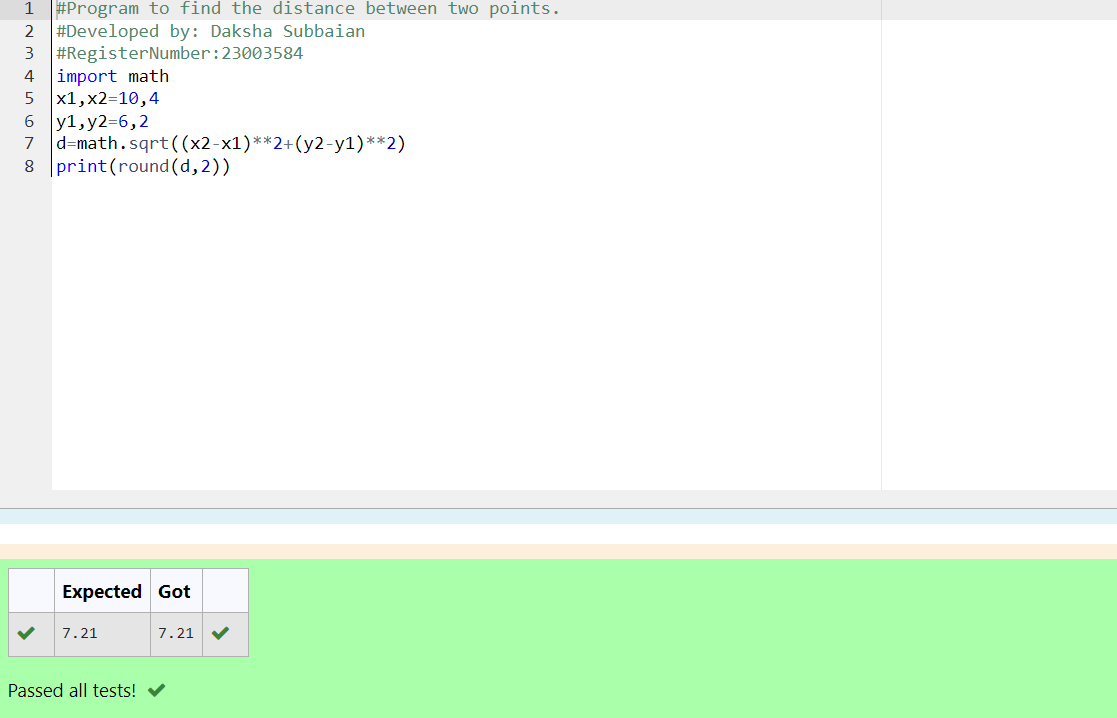 1 #Program to find the distance between two points.
2 #Developed by: Daksha Subbaian
3 #RegisterNumber:23003584
4 import math
5 x1,x2=10,4
6 y1,y2=6,2
7 d=math.sqrt((x2-x1)**2+(y2-y1)**2)
8 print(round(d,2))
Expected Got
7.21 7.21
Passed all tests!